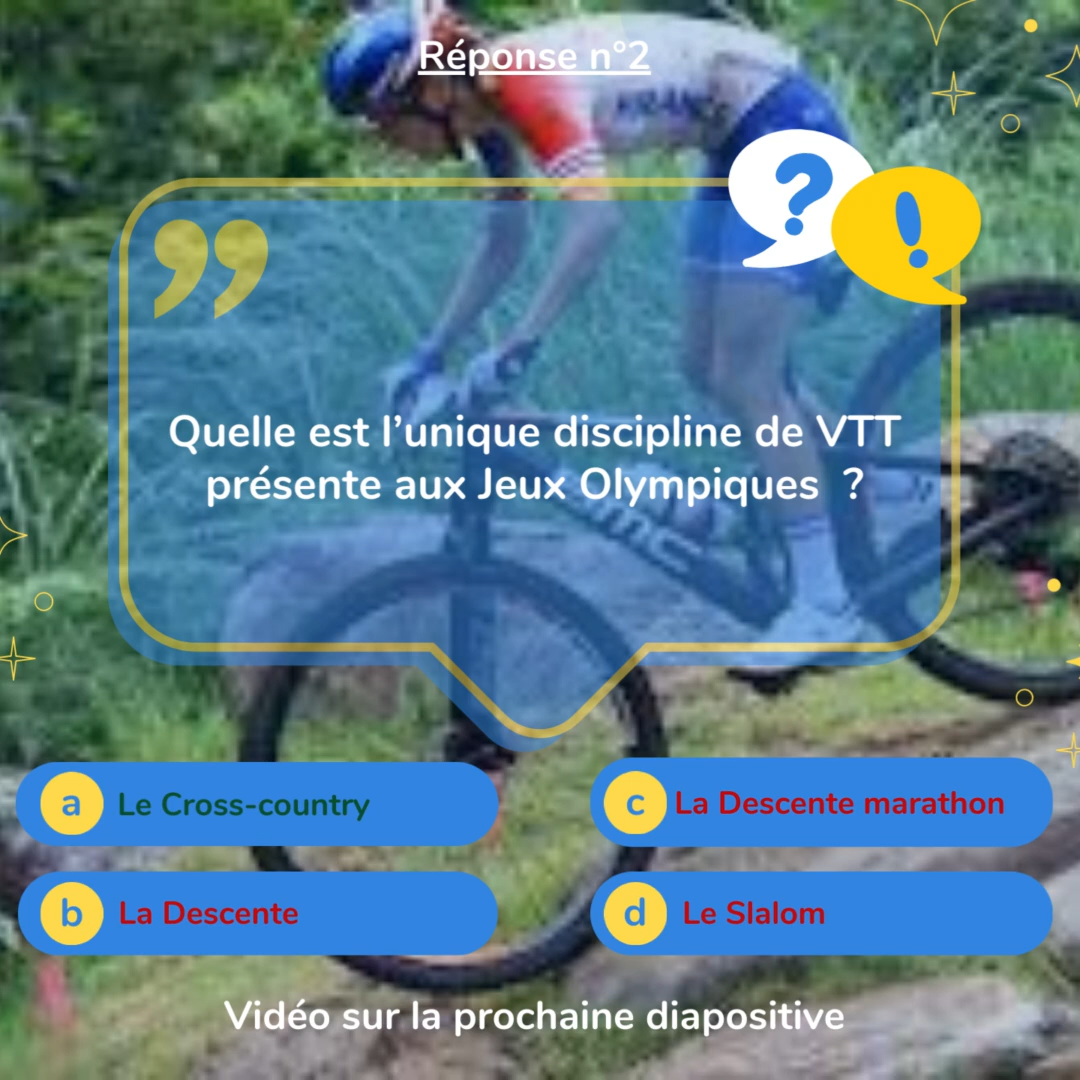 Réponse n°2
?
!
Quelle est l’unique discipline de VTT
présente aux Jeux Olympiques  ?
BMC
a Le Cross-country
c La Descente marathon
b La Descente
d Le Slalom
Vidéo sur la prochaine diapositive